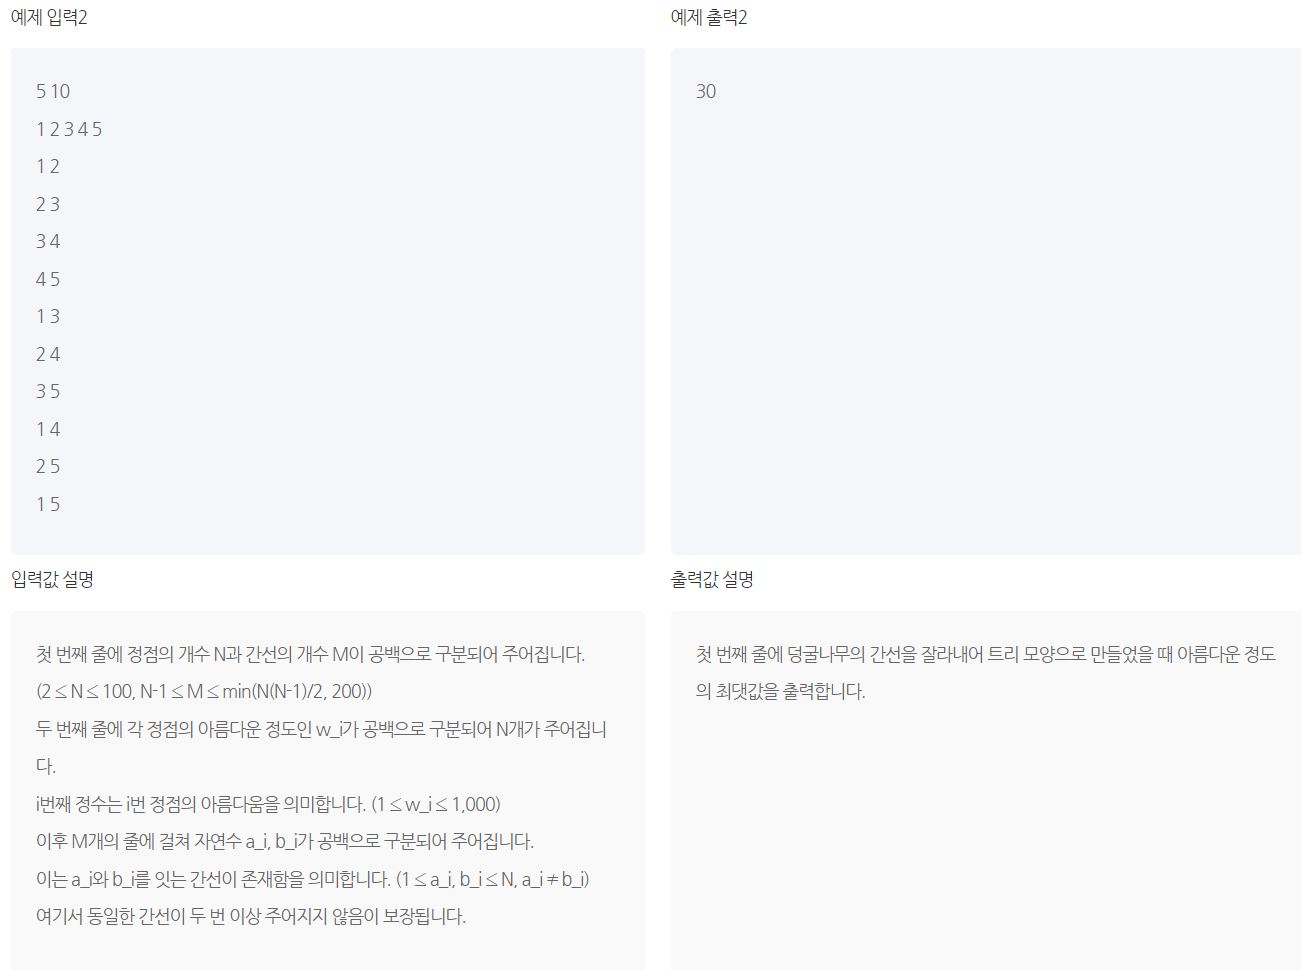 예제 입력2
5 10
1 2 3 4 5
1 2
2 3
3 4
4 5
1 3
2 4
3 5
1 4
2 5
1 5
예제 출력2
30
입력값 설명
첫 번째 줄에 정점의 개수 N과 간선의 개수 M이 공백으로 구분되어 주어집니다.
(2 ≤ N ≤ 100, N-1 ≤ M ≤ min(N(N-1)/2, 200))
두 번째 줄에 각 정점의 아름다운 정도인 w_i가 공백으로 구분되어 N개가 주어집니
다.
i번째 정수는 i번 정점의 아름다움을 의미합니다. (1 ≤ w_i ≤ 1,000)
이후 M개의 줄에 걸쳐 자연수 a_i, b_i가 공백으로 구분되어 주어집니다.
이는 a_i와 b_i를 잇는 간선이 존재함을 의미합니다. (1 ≤ a_i, b_i ≤ N, a_i ≠ b_i)
여기서 동일한 간선이 두 번 이상 주어지지 않음이 보장됩니다.
출력값 설명
첫 번째 줄에 덩굴나무의 간선을 잘라내어 트리 모양으로 만들었을 때 아름다운 정도
의 최댓값을 출력합니다.